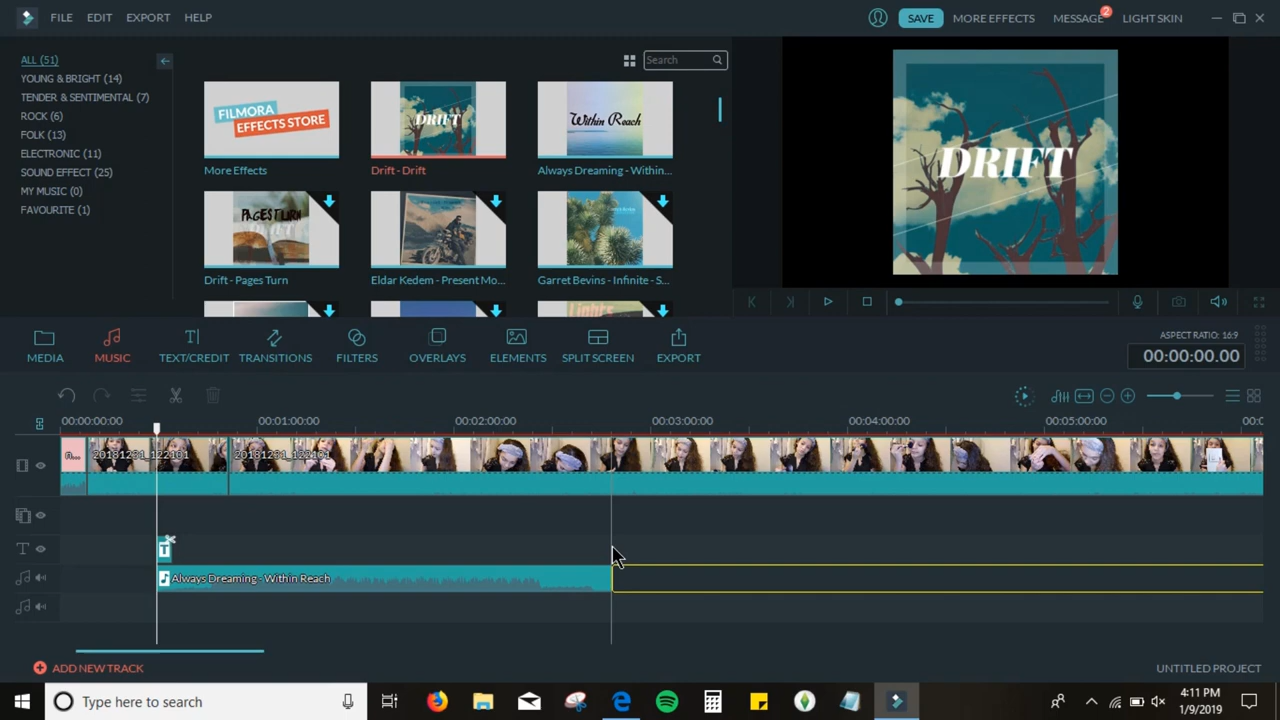 FILE EDIT EXPORT HELP
SAVE MORE EFFECTS MESSAGE 2 LIGHT SKIN
ALL (51)
YOUNG & BRIGHT (14)
TENDER & SENTIMENTAL (7)
ROCK (6)
FOLK (13)
ELECTRONIC (11)
SOUND EFFECT (25)
MY MUSIC (0)
FAVOURITE (1)
Search
FILMORA
EFFECTS STORE
DRIFT
Within Reach
More Effects
Drift - Drift
Always Dreaming - Within...
PAGES TURN
DRIFT
Drift - Pages Turn
Eldar Kedem - Present Mo...
Garret Bevins - Infinite - S...
Lights
DRIFT
MEDIA MUSIC TEXT/CREDIT TRANSITIONS FILTERS OVERLAYS ELEMENTS SPLIT SCREEN EXPORT
ASPECT RATIO: 16:9
00:00:00.00
00:00:00:00 00:01:00:00 00:02:00:00 00:03:00:00 00:04:00:00 00:05:00:00 00:0
A... 20181231_122101 20181231_122101
T
Always Dreaming - Within Reach
ADD NEW TRACK
UNTITLED PROJECT
Type here to search
4:11 PM
1/9/2019